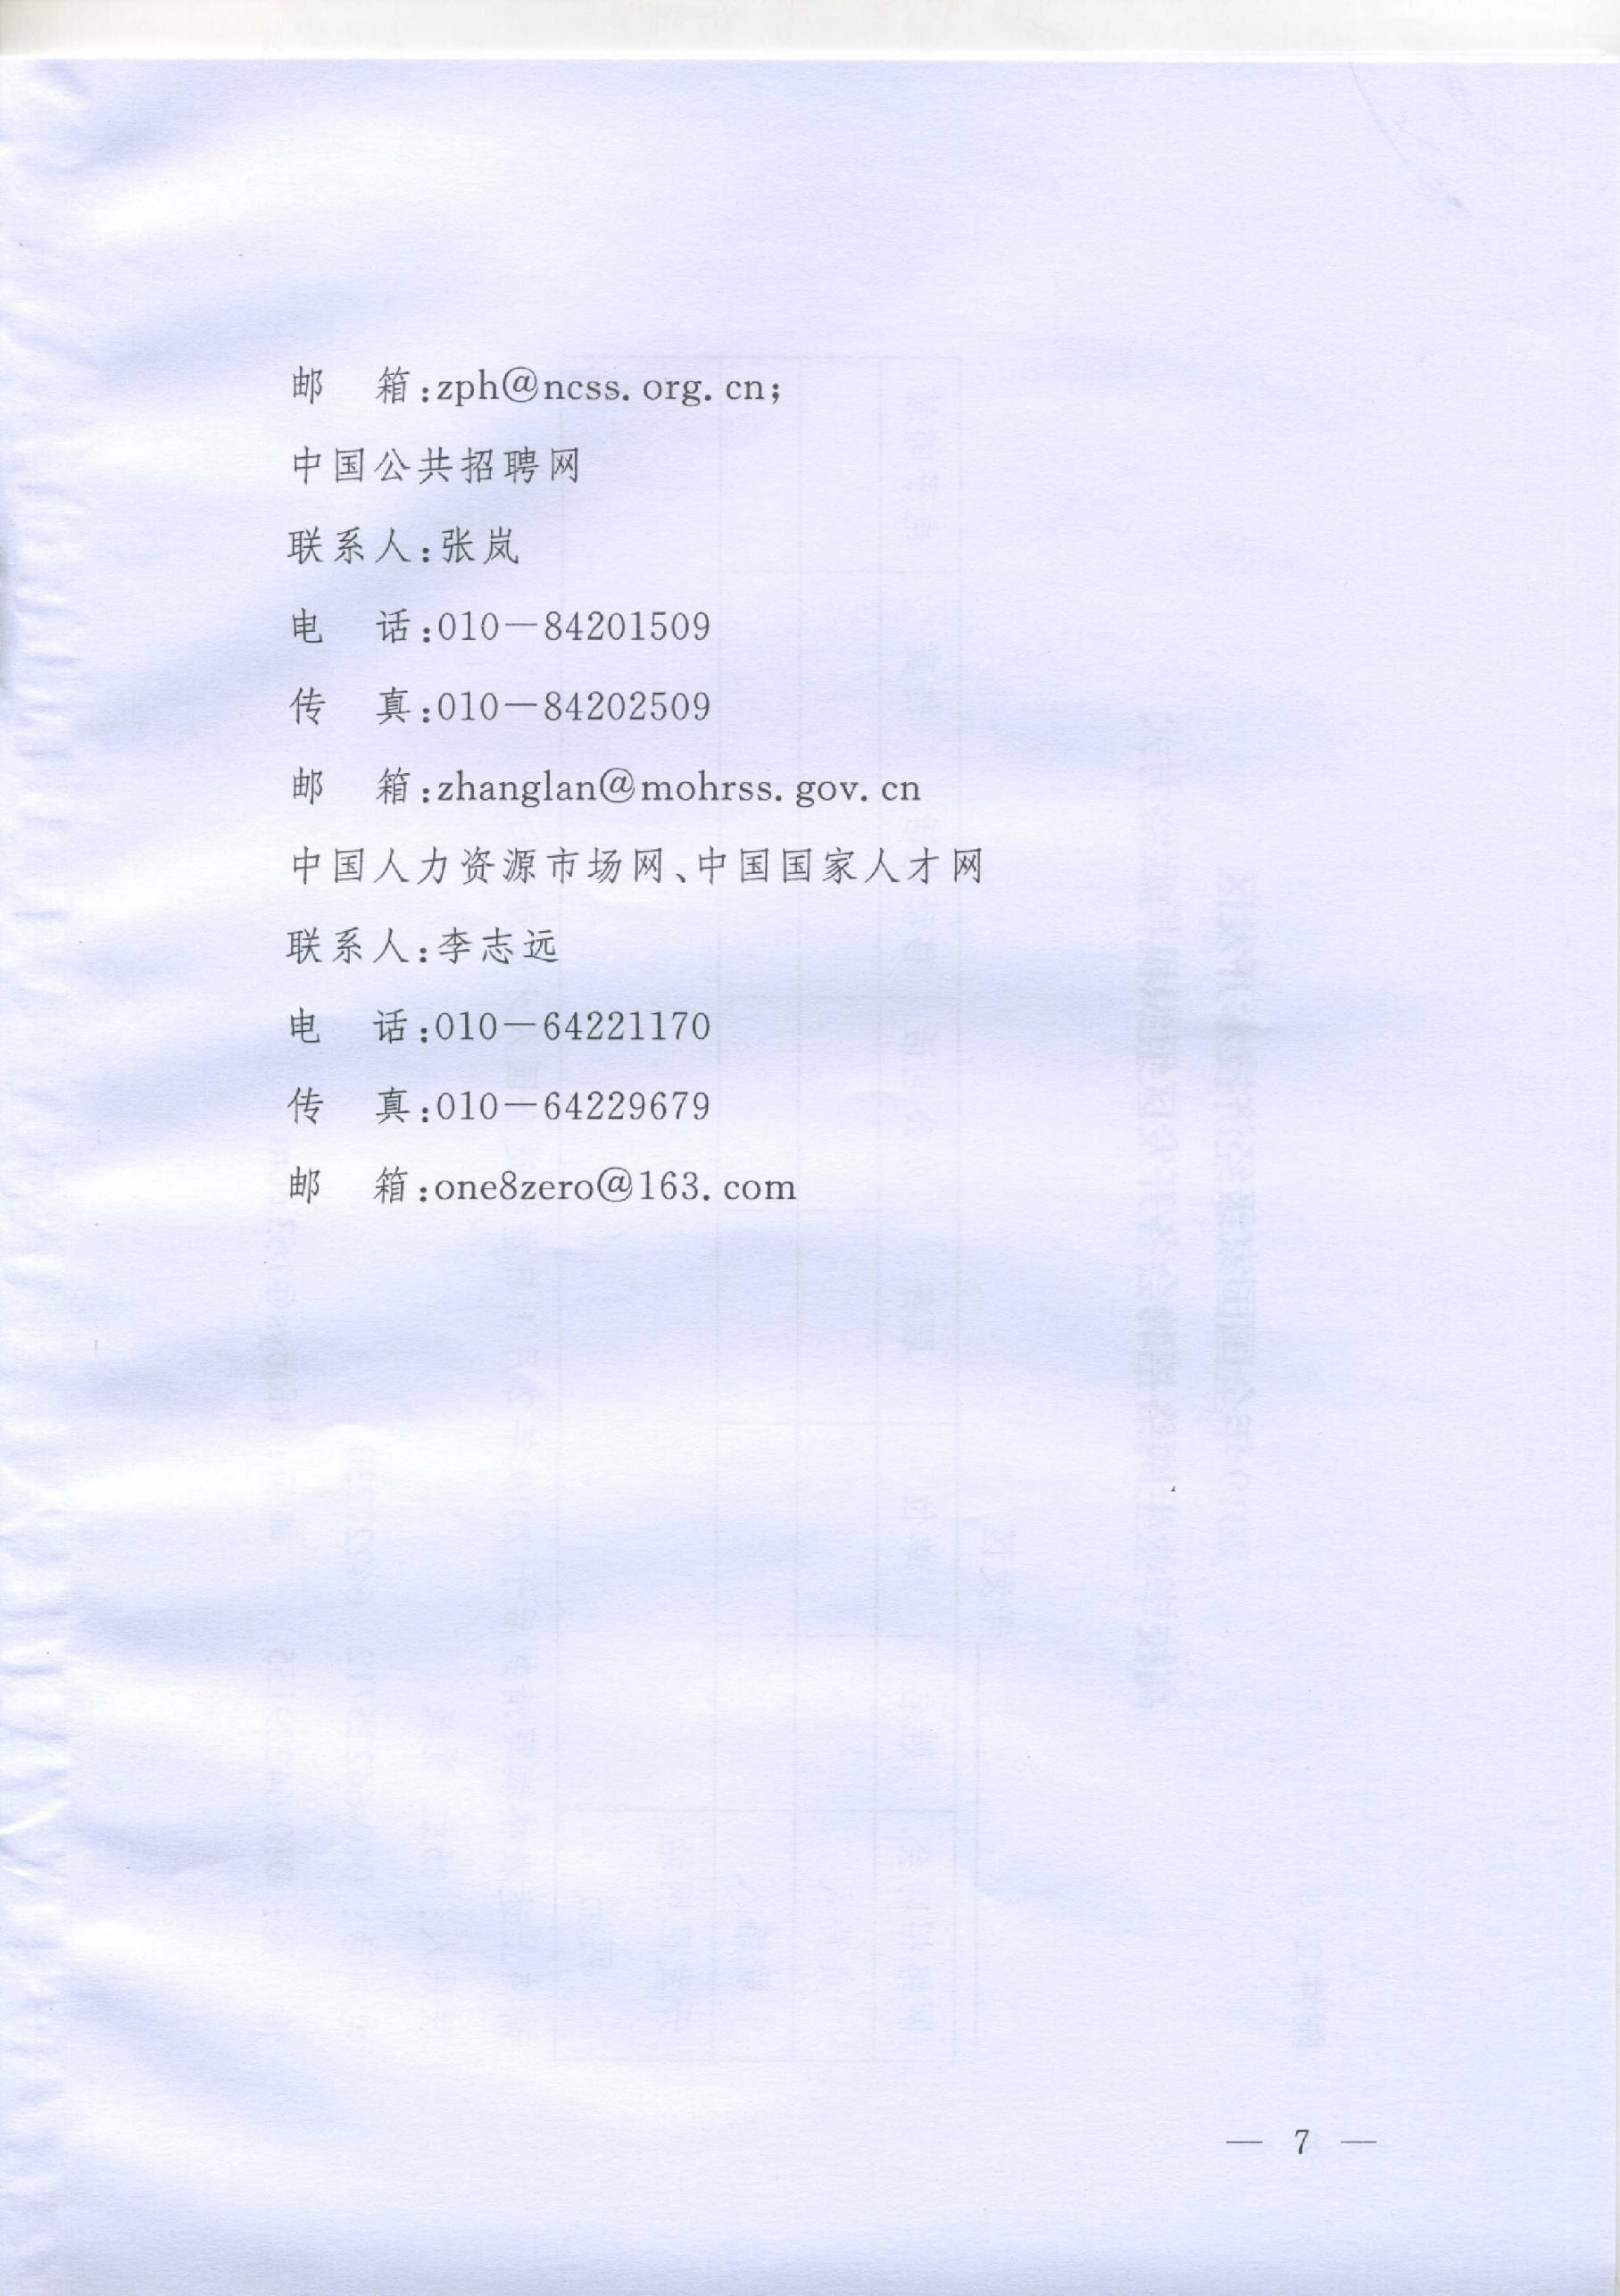 邮　箱:zph@ncss.org.cn;
中国公共招聘网
联系人:张岚
电　话:010—84201509
传　真:010—84202509
邮　箱:zhanglan@mohrss.gov.cn
中国人力资源市场网、中国国家人才网
联系人:李志远
电　话:010—64221170
传　真:010—64229679
邮　箱:one8zero@163.com
— 7 —